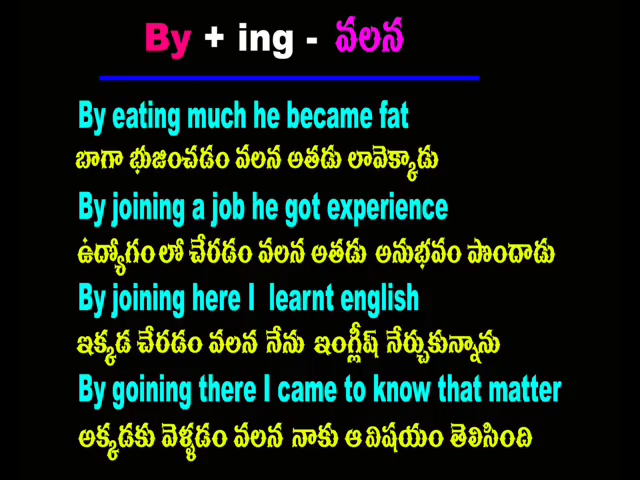 By + ing - వలన
By eating much he became fat
బాగా భుజించడం వలన అతడు లావెక్కాడు
By joining a job he got experience
ఉద్యోగం లో చేరడం వలన అతడు అనుభవం పొందాడు
By joining here I learnt english
ఇక్కడ చేరడం వలన నేను ఇంగ్లీష్ నేర్చుకున్నాను
By goining there I came to know that matter
అక్కడకు వెళ్ళడం వలన నాకు ఆ విషయం తెలిసింది